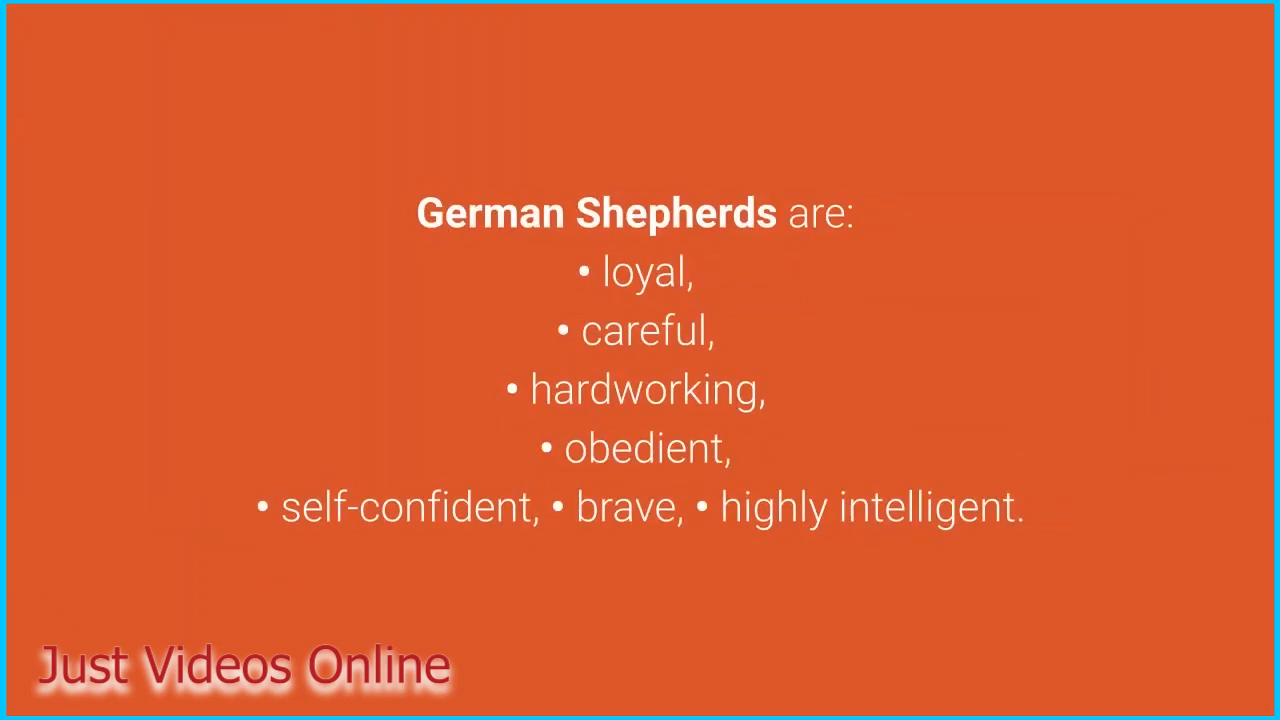 German Shepherds are:
• loyal,
• careful,
• hardworking,
• obedient,
• self-confident, • brave, • highly intelligent.
Just Videos Online